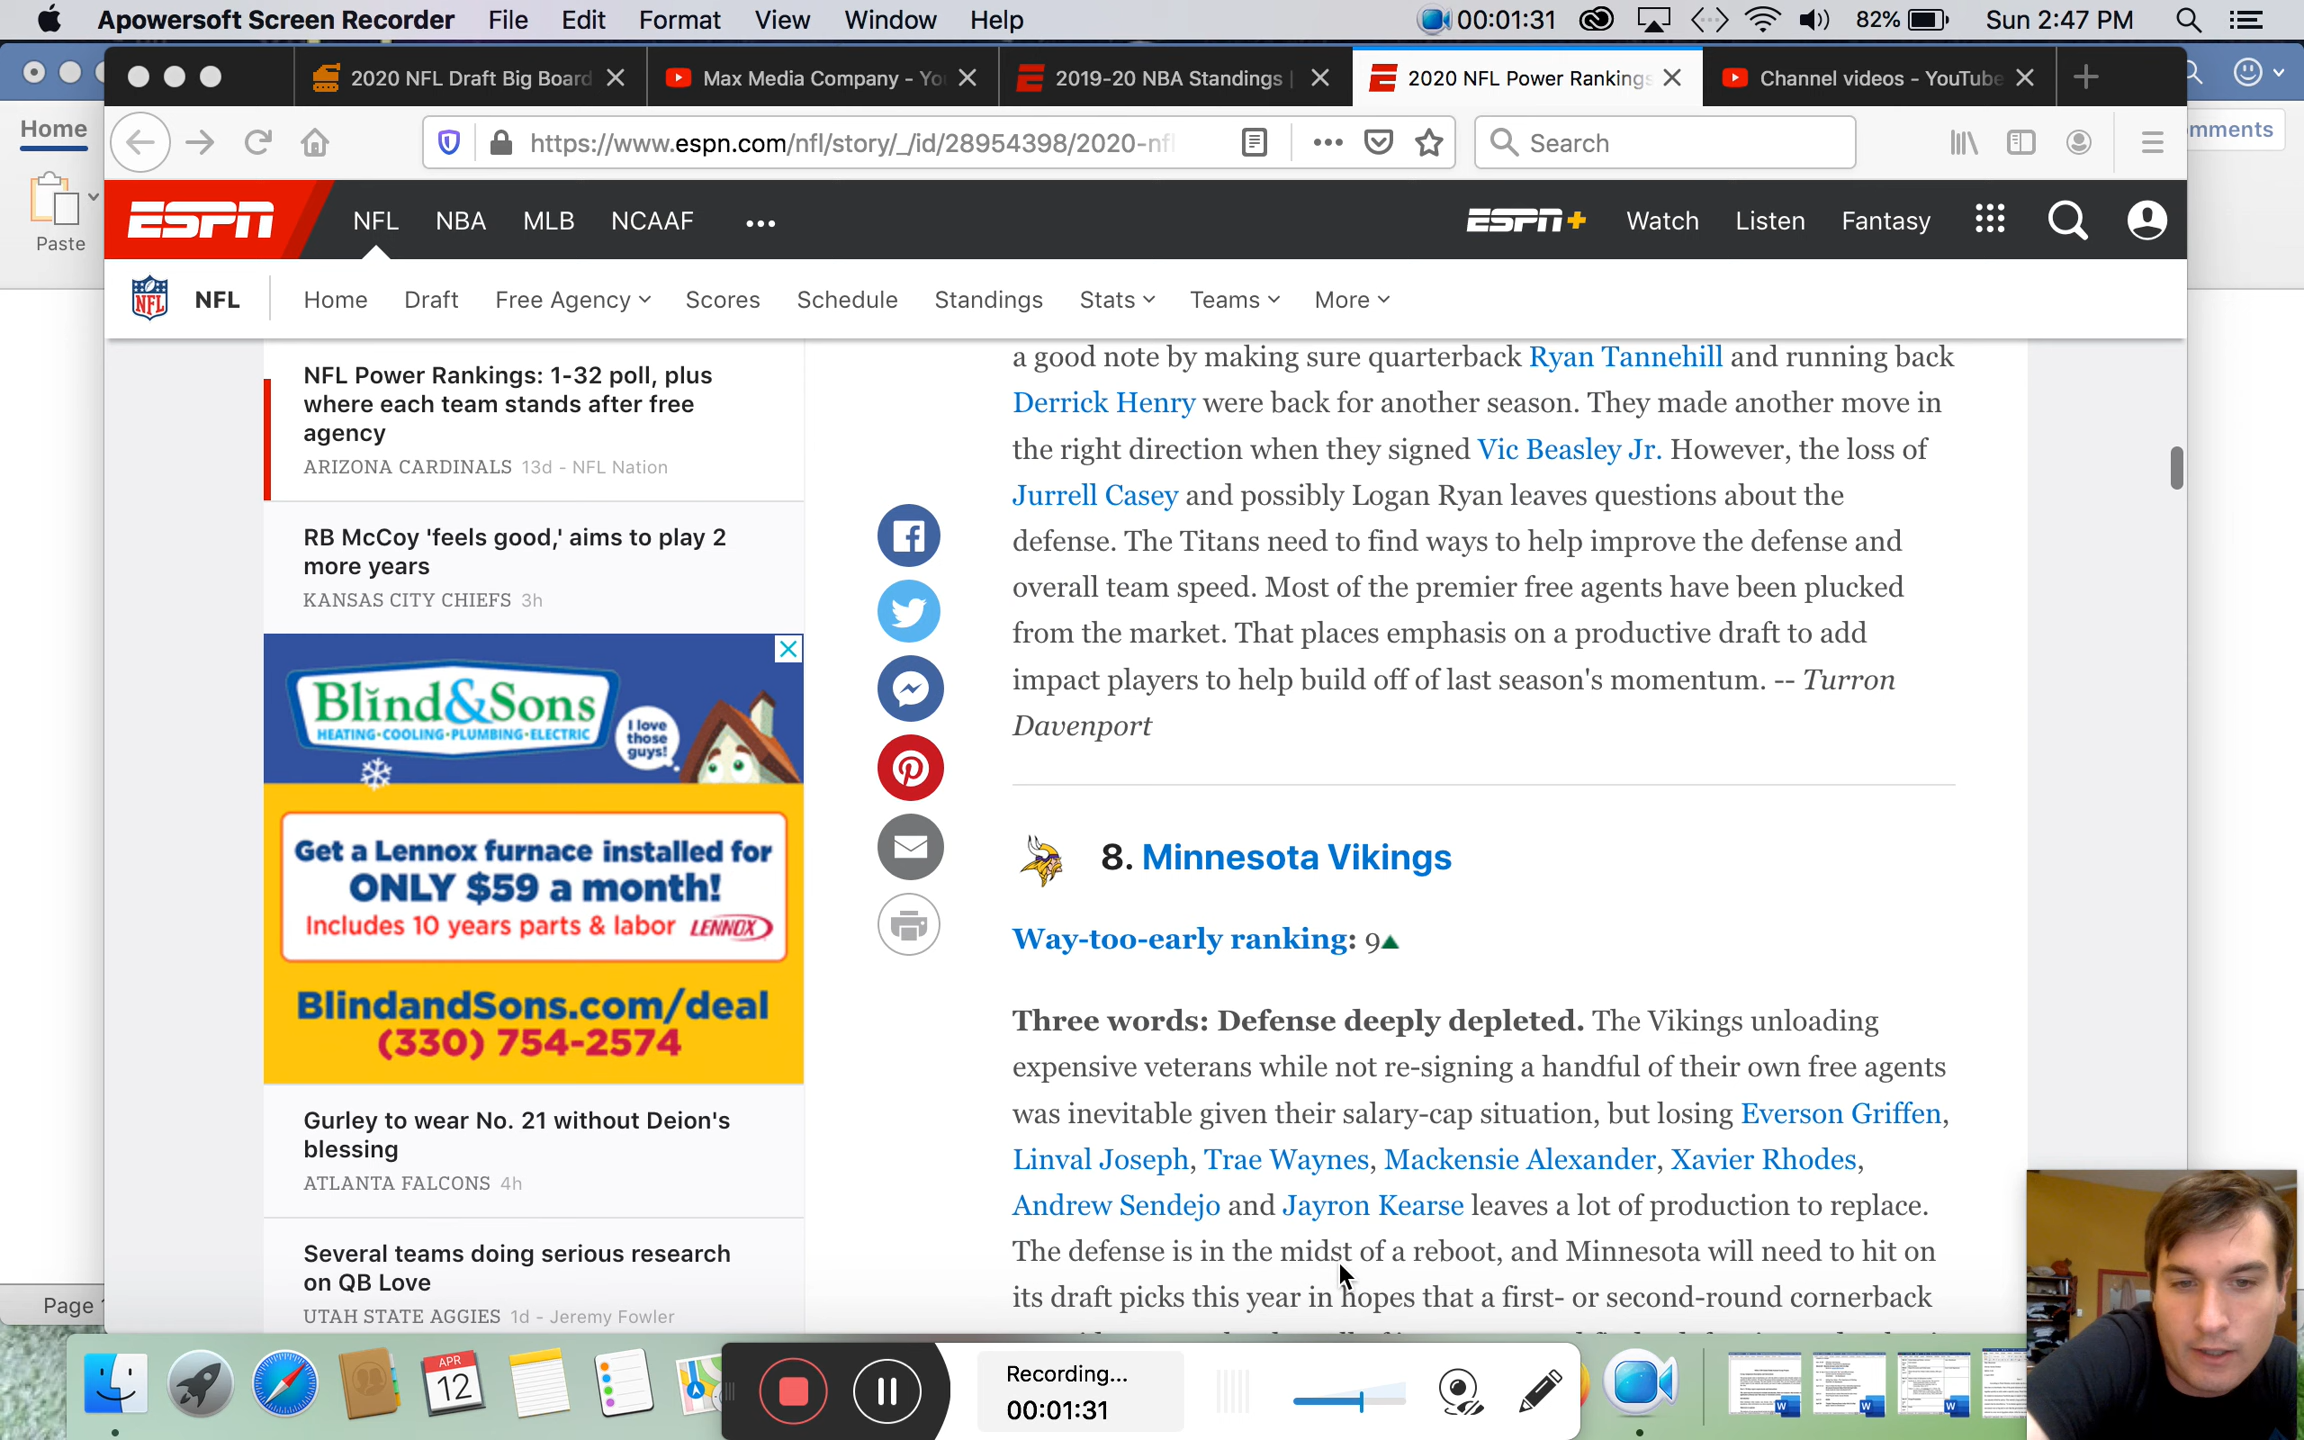 Apowersoft Screen Recorder File Edit Format View Window Help 00:01:31 82% Sun 2:47 PM
2020 NFL Draft Big Board Max Media Company - Yo 2019-20 NBA Standings | 2020 NFL Power Rankings Channel videos - YouTube
Home
https://www.espn.com/nfl/story/_/id/28954398/2020-nfl Search
mments
Paste
ESPN NFL NBA MLB NCAAF ••• ESPN+ Watch Listen Fantasy
NFL NFL Home Draft Free Agency Scores Schedule Standings Stats Teams More
NFL Power Rankings: 1-32 poll, plus
where each team stands after free
agency
ARIZONA CARDINALS 13d - NFL Nation
RB McCoy 'feels good,' aims to play 2
more years
KANSAS CITY CHIEFS 3h
Blind&Sons
HEATING•COOLING•PLUMBING•ELECTRIC
I love
those
guys!
Get a Lennox furnace installed for
ONLY $59 a month!
Includes 10 years parts & labor LENNOX
BlindandSons.com/deal
(330) 754-2574
Gurley to wear No. 21 without Deion's
blessing
ATLANTA FALCONS 4h
Several teams doing serious research
on QB Love
UTAH STATE AGGIES 1d - Jeremy Fowler
a good note by making sure quarterback Ryan Tannehill and running back
Derrick Henry were back for another season. They made another move in
the right direction when they signed Vic Beasley Jr. However, the loss of
Jurrell Casey and possibly Logan Ryan leaves questions about the
defense. The Titans need to find ways to help improve the defense and
overall team speed. Most of the premier free agents have been plucked
from the market. That places emphasis on a productive draft to add
impact players to help build off of last season's momentum. -- Turron
Davenport
8. Minnesota Vikings
Way-too-early ranking: 9
Three words: Defense deeply depleted. The Vikings unloading
expensive veterans while not re-signing a handful of their own free agents
was inevitable given their salary-cap situation, but losing Everson Griffen,
Linval Joseph, Trae Waynes, Mackensie Alexander, Xavier Rhodes,
Andrew Sendejo and Jayron Kearse leaves a lot of production to replace.
The defense is in the midst of a reboot, and Minnesota will need to hit on
its draft picks this year in hopes that a first- or second-round cornerback
Page
APR
12
Recording...
00:01:31